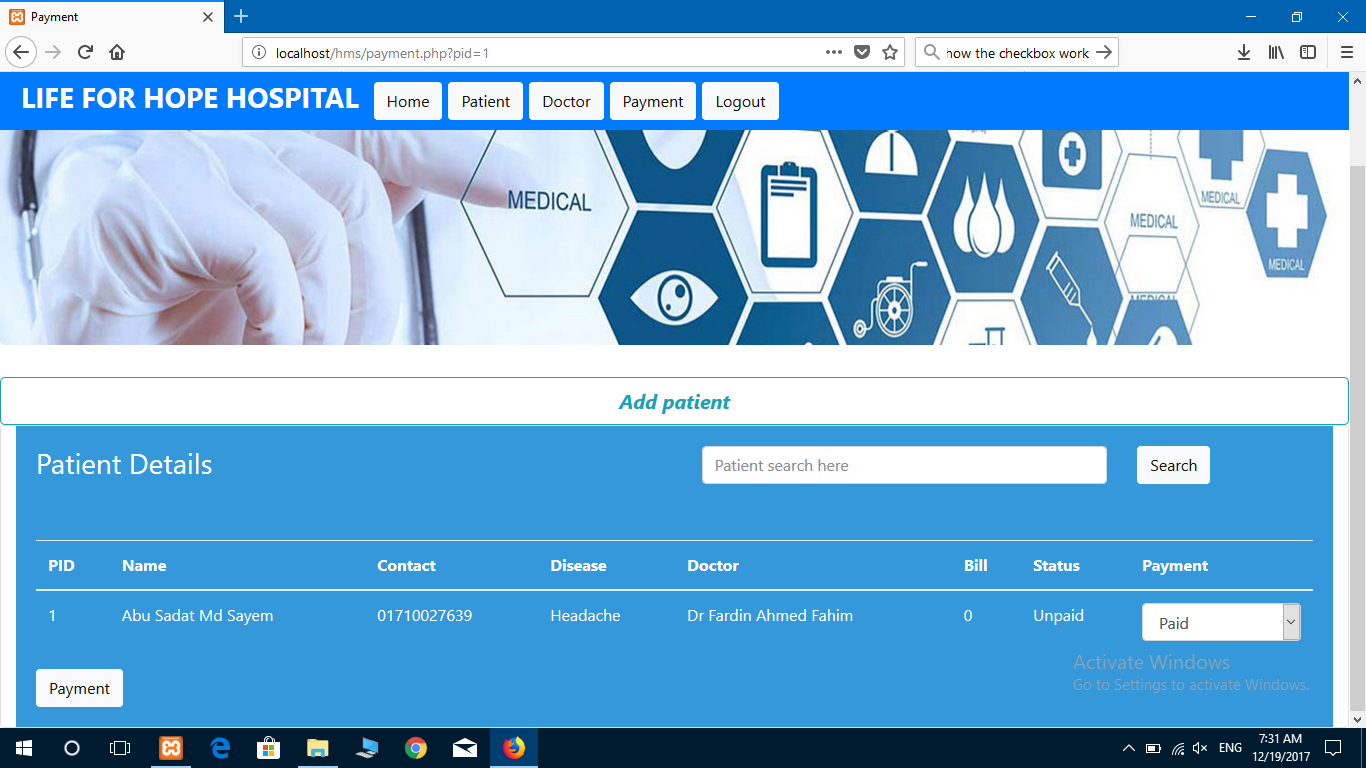 Payment
localhost/hms/payment.php?pid=1
how the checkbox work
LIFE FOR HOPE HOSPITAL
Home
Patient
Doctor
Payment
Logout
MEDICAL
MEDICAL
MEDICAL
MEDICAL
MEDICAL
Add patient
Patient Details
Patient search here
Search
PID Name Contact Disease Doctor Bill Status Payment
1 Abu Sadat Md Sayem 01710027639 Headache Dr Fardin Ahmed Fahim 0 Unpaid Paid
Activate Windows
Go to Settings to activate Windows.
Payment
ENG
7:31 AM
12/19/2017